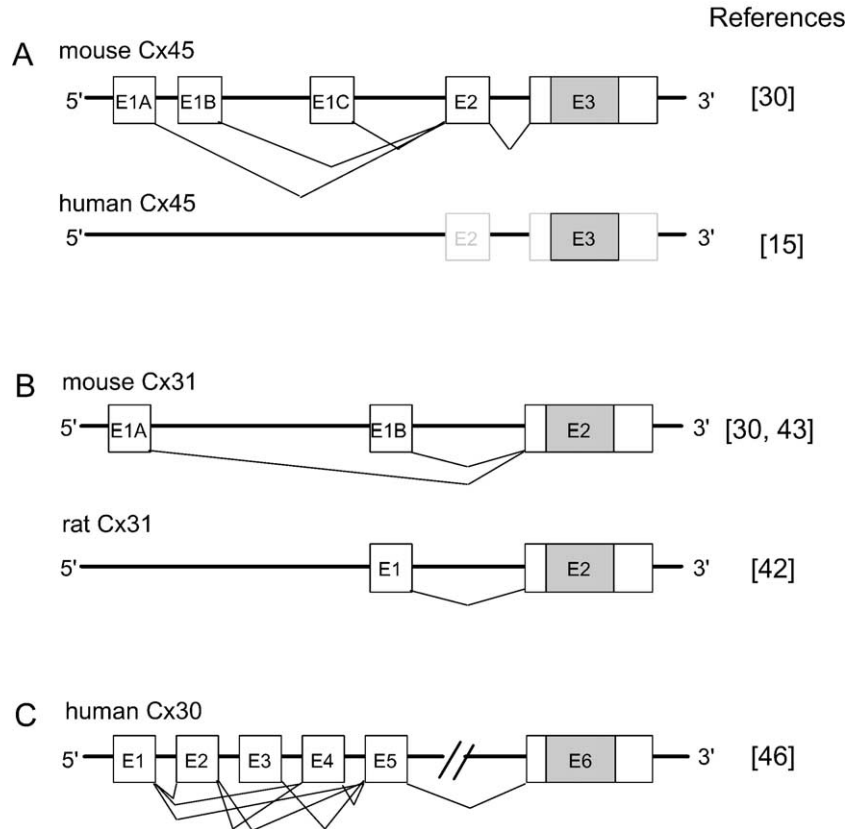 References
A
mouse Cx45
5' E1A E1B E1C E2 E3 3' [30]
human Cx45
5' E2 E3 3' [15]
B
mouse Cx31
5' E1A E1B E2 3' [30, 43]
rat Cx31
5' E1 E2 3' [42]
C human Cx30
5' E1 E2 E3 E4 E5 E6 3' [46]